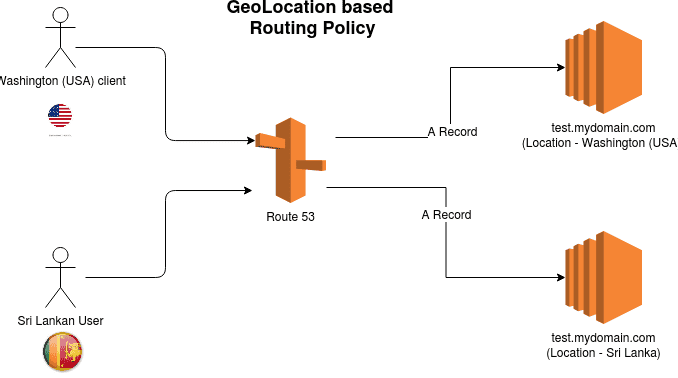 GeoLocation based
Routing Policy
Washington (USA) client
A Record
test.mydomain.com
(Location - Washington (USA
Route 53
A Record
Sri Lankan User
test.mydomain.com
(Location - Sri Lanka)